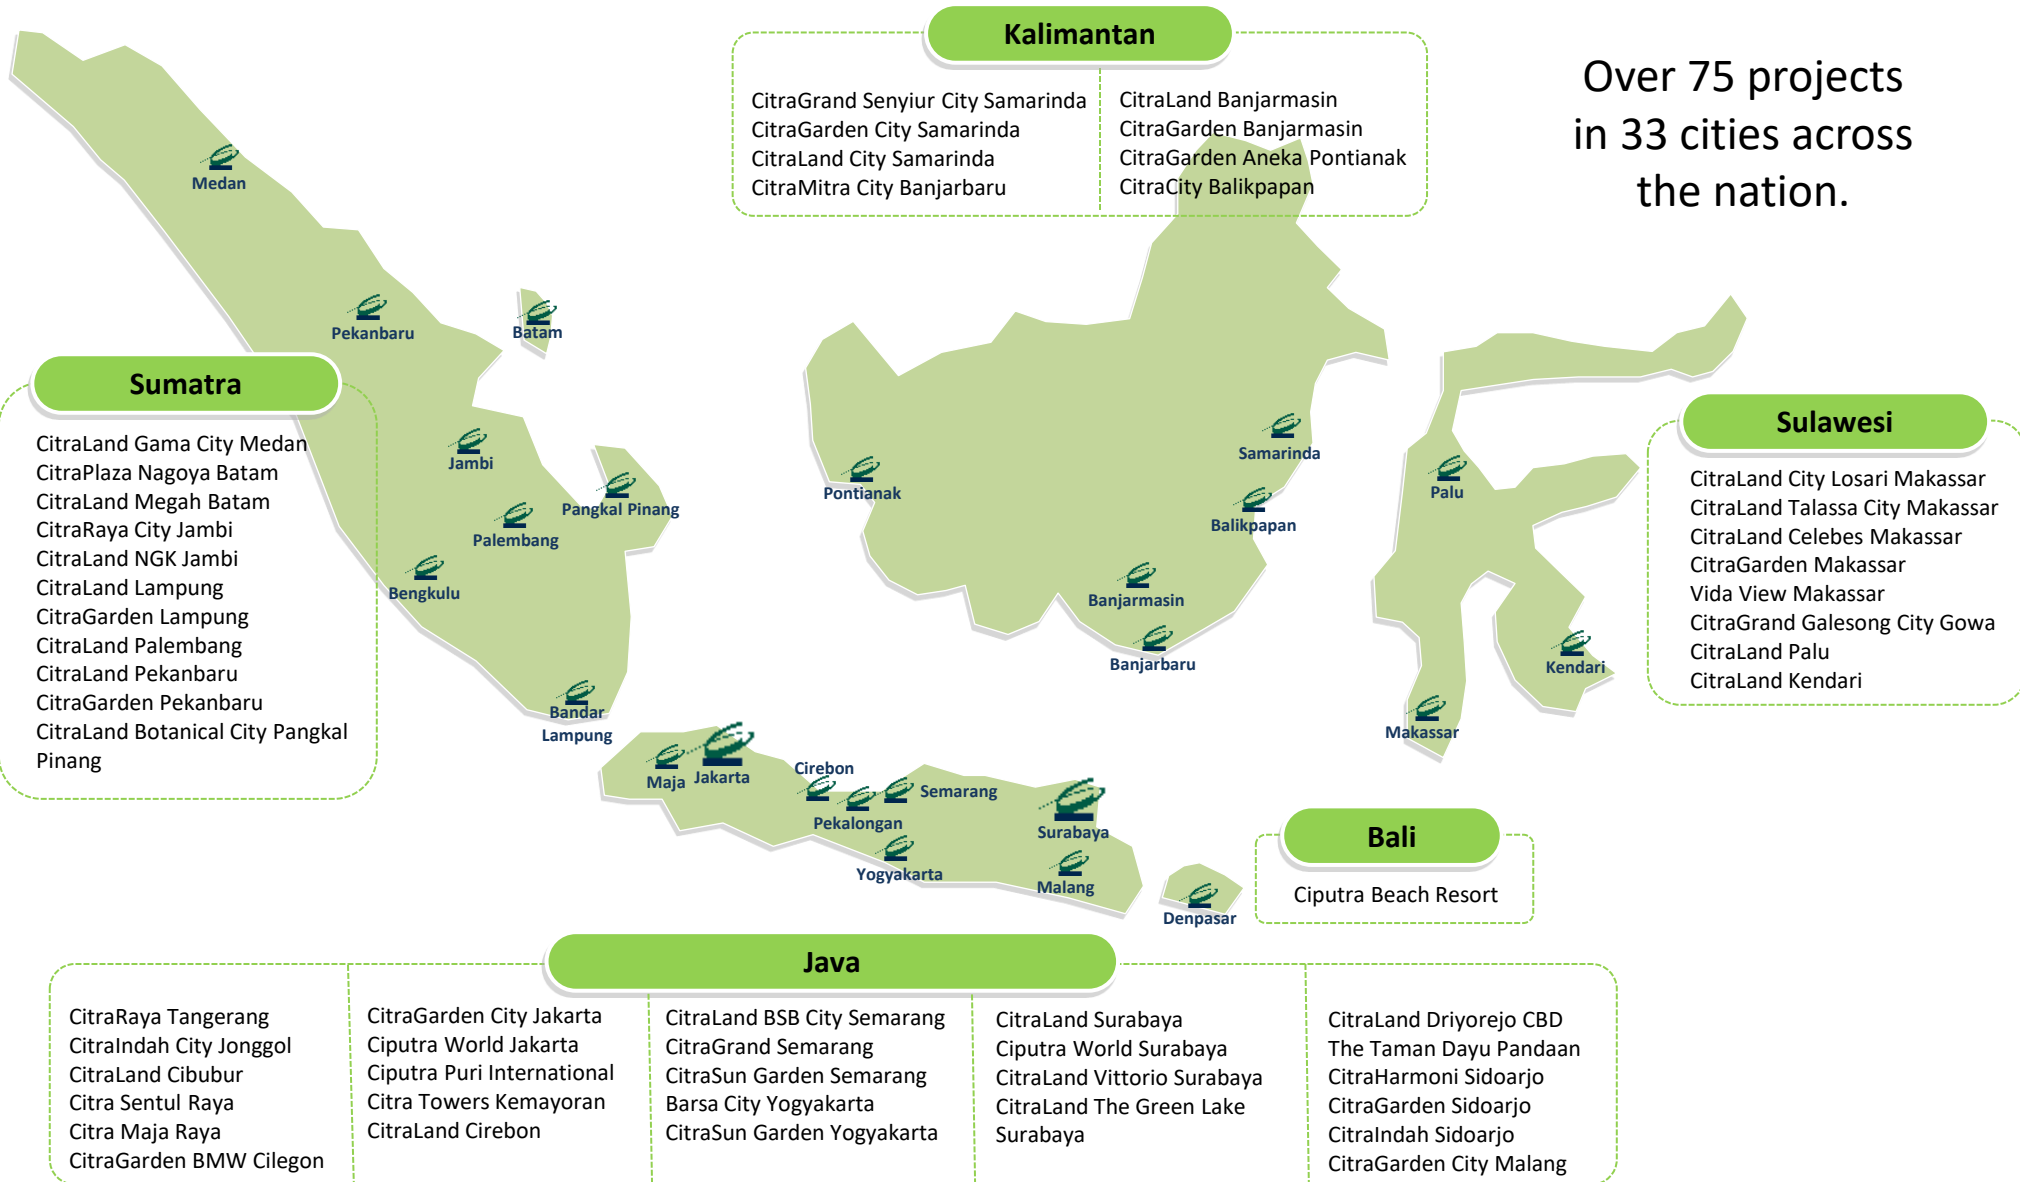 Kalimantan
CitraGrand Senyiur City Samarinda
CitraGarden City Samarinda
CitraLand City Samarinda
CitraMitra City Banjarbaru
CitraLand Banjarmasin
CitraGarden Banjarmasin
CitraGarden Aneka Pontianak
CitraCity Balikpapan
Over 75 projects
in 33 cities across
the nation.
Medan
Pekanbaru
Batam
Jambi
Pangkal Pinang
Palembang
Bengkulu
Bandar
Lampung
Sumatra
CitraLand Gama City Medan
CitraPlaza Nagoya Batam
CitraLand Megah Batam
CitraRaya City Jambi
CitraLand NGK Jambi
CitraLand Lampung
CitraGarden Lampung
CitraLand Palembang
CitraLand Pekanbaru
CitraGarden Pekanbaru
CitraLand Botanical City Pangkal
Pinang
Pontianak
Samarinda
Balikpapan
Banjarmasin
Banjarbaru
Palu
Kendari
Makassar
Sulawesi
CitraLand City Losari Makassar
CitraLand Talassa City Makassar
CitraLand Celebes Makassar
CitraGarden Makassar
Vida View Makassar
CitraGrand Galesong City Gowa
CitraLand Palu
CitraLand Kendari
Maja
Jakarta
Cirebon
Pekalongan
Semarang
Yogyakarta
Surabaya
Malang
Denpasar
Bali
Ciputra Beach Resort
Java
CitraRaya Tangerang
CitraIndah City Jonggol
CitraLand Cibubur
Citra Sentul Raya
Citra Maja Raya
CitraGarden BMW Cilegon
CitraGarden City Jakarta
Ciputra World Jakarta
Ciputra Puri International
Citra Towers Kemayoran
CitraLand Cirebon
CitraLand BSB City Semarang
CitraGrand Semarang
CitraSun Garden Semarang
Barsa City Yogyakarta
CitraSun Garden Yogyakarta
CitraLand Surabaya
Ciputra World Surabaya
CitraLand Vittorio Surabaya
CitraLand The Green Lake
Surabaya
CitraLand Driyorejo CBD
The Taman Dayu Pandaan
CitraHarmoni Sidoarjo
CitraGarden Sidoarjo
CitraIndah Sidoarjo
CitraGarden City Malang